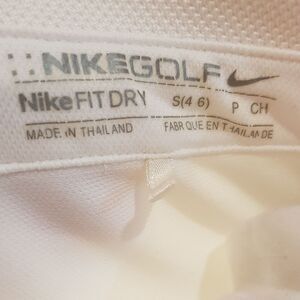 NIKEGOLF
NikeFITDRY S(4 6) P CH
MADE IN THAILAND FABRIQUE EN THAILANDE